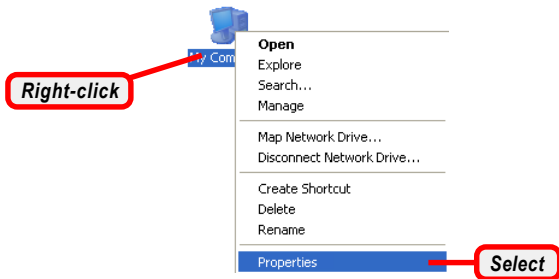 Open
My Com
Explore
Right-click
Search...
Manage
Map Network Drive...
Disconnect Network Drive...
Create Shortcut
Delete
Rename
Properties
Select